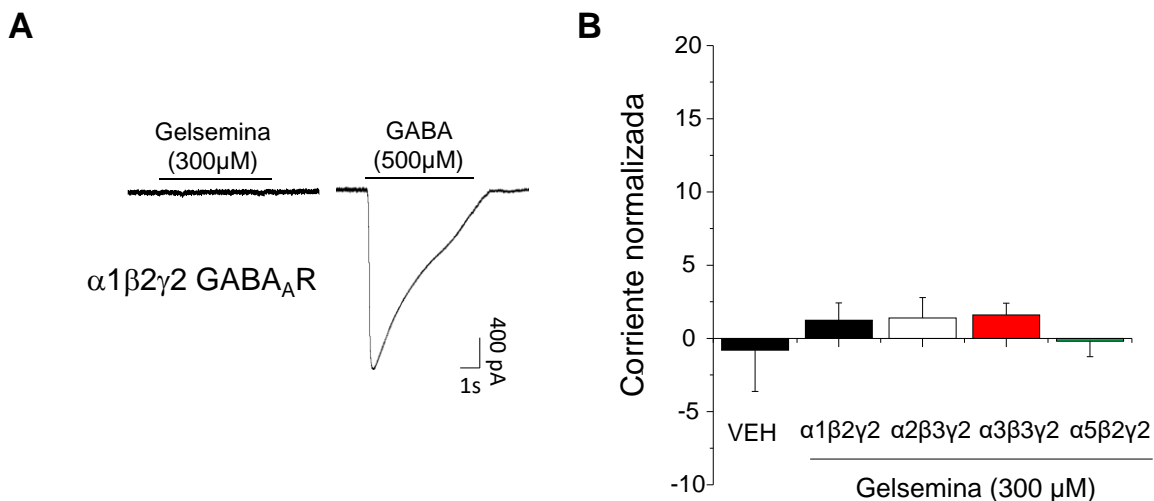 A
Gelsemina
(300µM)
GABA
(500µM)
α1β2γ2 GABAAR
400 pA
1s
B
Corriente normalizada
20
15
10
5
0
-5
-10
VEH
α1β2γ2
α2β3γ2
α3β3γ2
α5β2γ2
Gelsemina (300 µM)